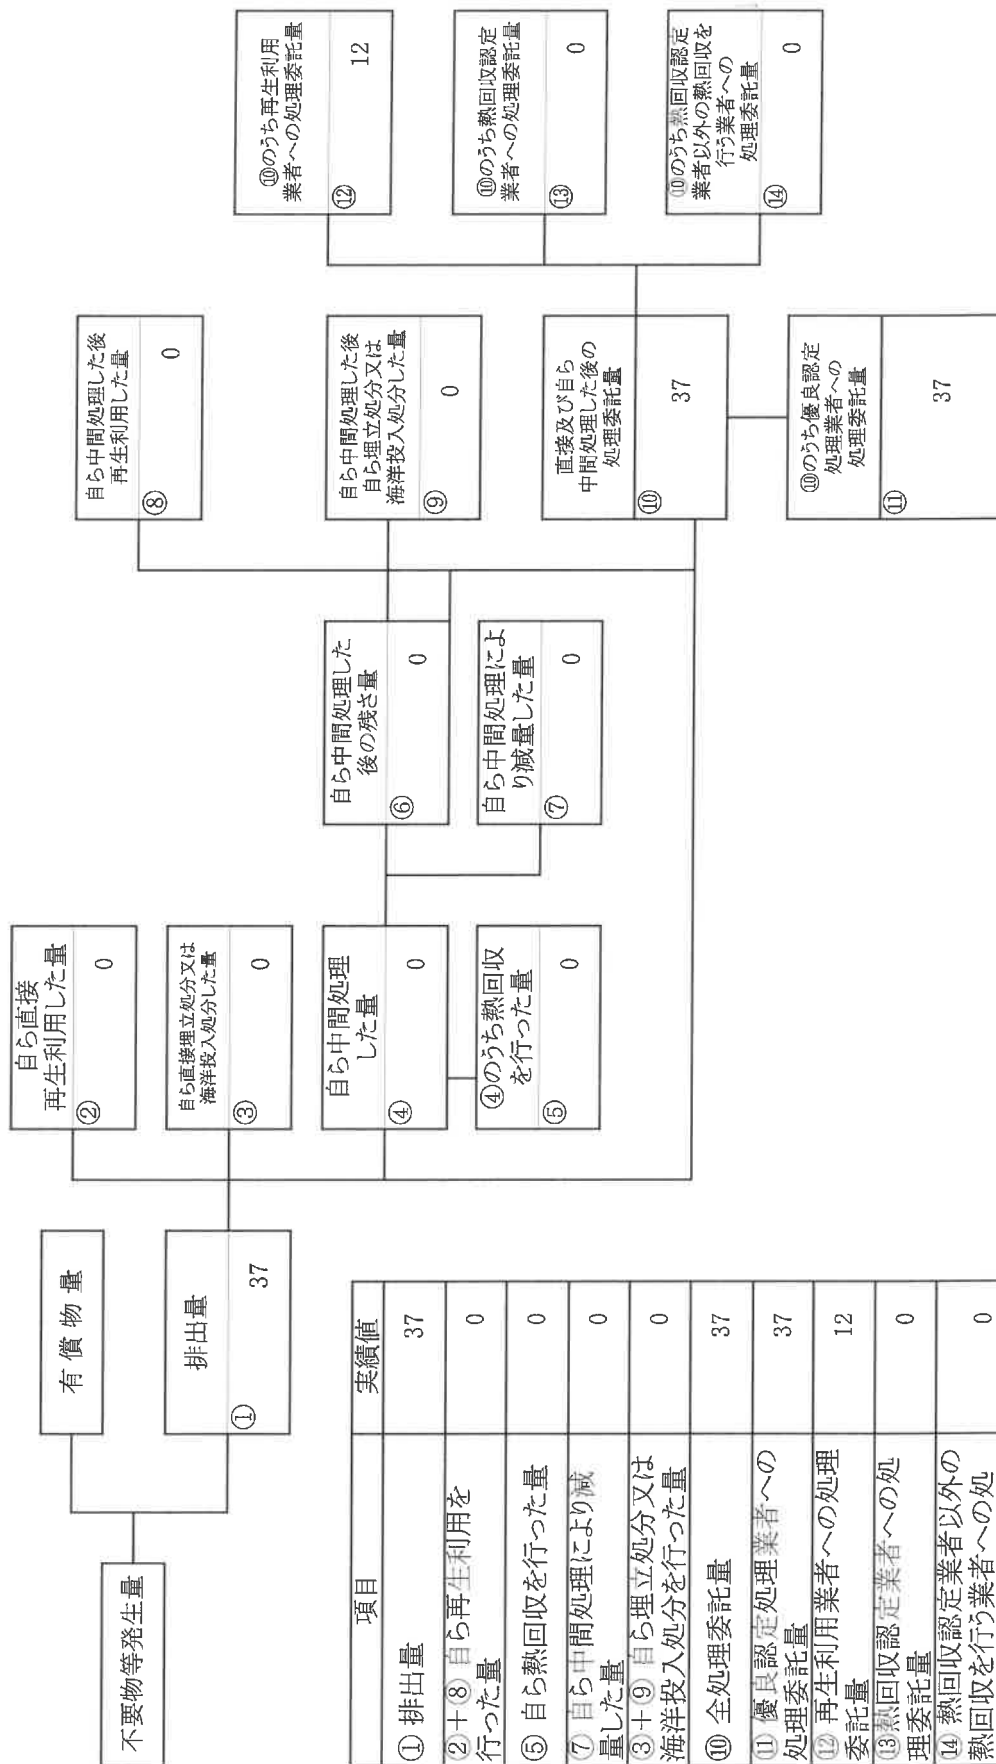 不要物等発生量
有償物量
排出量
① 37
自ら直接
再生利用した量
② 0
自ら直接埋立処分又は
海洋投入処分した量
③ 0
自ら中間処理
した量
④ 0
④のうち熱回収
を行った量
⑤ 0
自ら中間処理した
後の残さ量
⑥ 0
自ら中間処理によ
り減量した量
⑦ 0
自ら中間処理した後
再生利用した量
⑧ 0
自ら中間処理した後
自ら埋立処分又は
海洋投入処分した量
⑨ 0
直接及び自ら
中間処理した後の
処理委託量
⑩ 37
⑩のうち優良認定
処理業者への
処理委託量
⑪ 37
⑩のうち再生利用
業者への処理委託量
⑫ 12
⑩のうち熱回収認定
業者への処理委託量
⑬ 0
⑩のうち熱回収認定
業者以外の熱回収を
行う業者への
処理委託量
⑭ 0
項目 実績値
①排出量 37
②+⑧ 自ら再生利用を
行った量 0
⑤ 自ら熱回収を行った量 0
⑦ 自ら中間処理により減
量した量 0
③+⑨ 自ら埋立処分又は
海洋投入処分を行った量 0
⑩ 全処理委託量 37
⑪ 優良認定処理業者への
処理委託量 37
⑫ 再生利用業者への処理
委託量 12
⑬熱回収認定業者への処
理委託量 0
⑭ 熱回収認定業者以外の
熱回収を行う業者への処 0